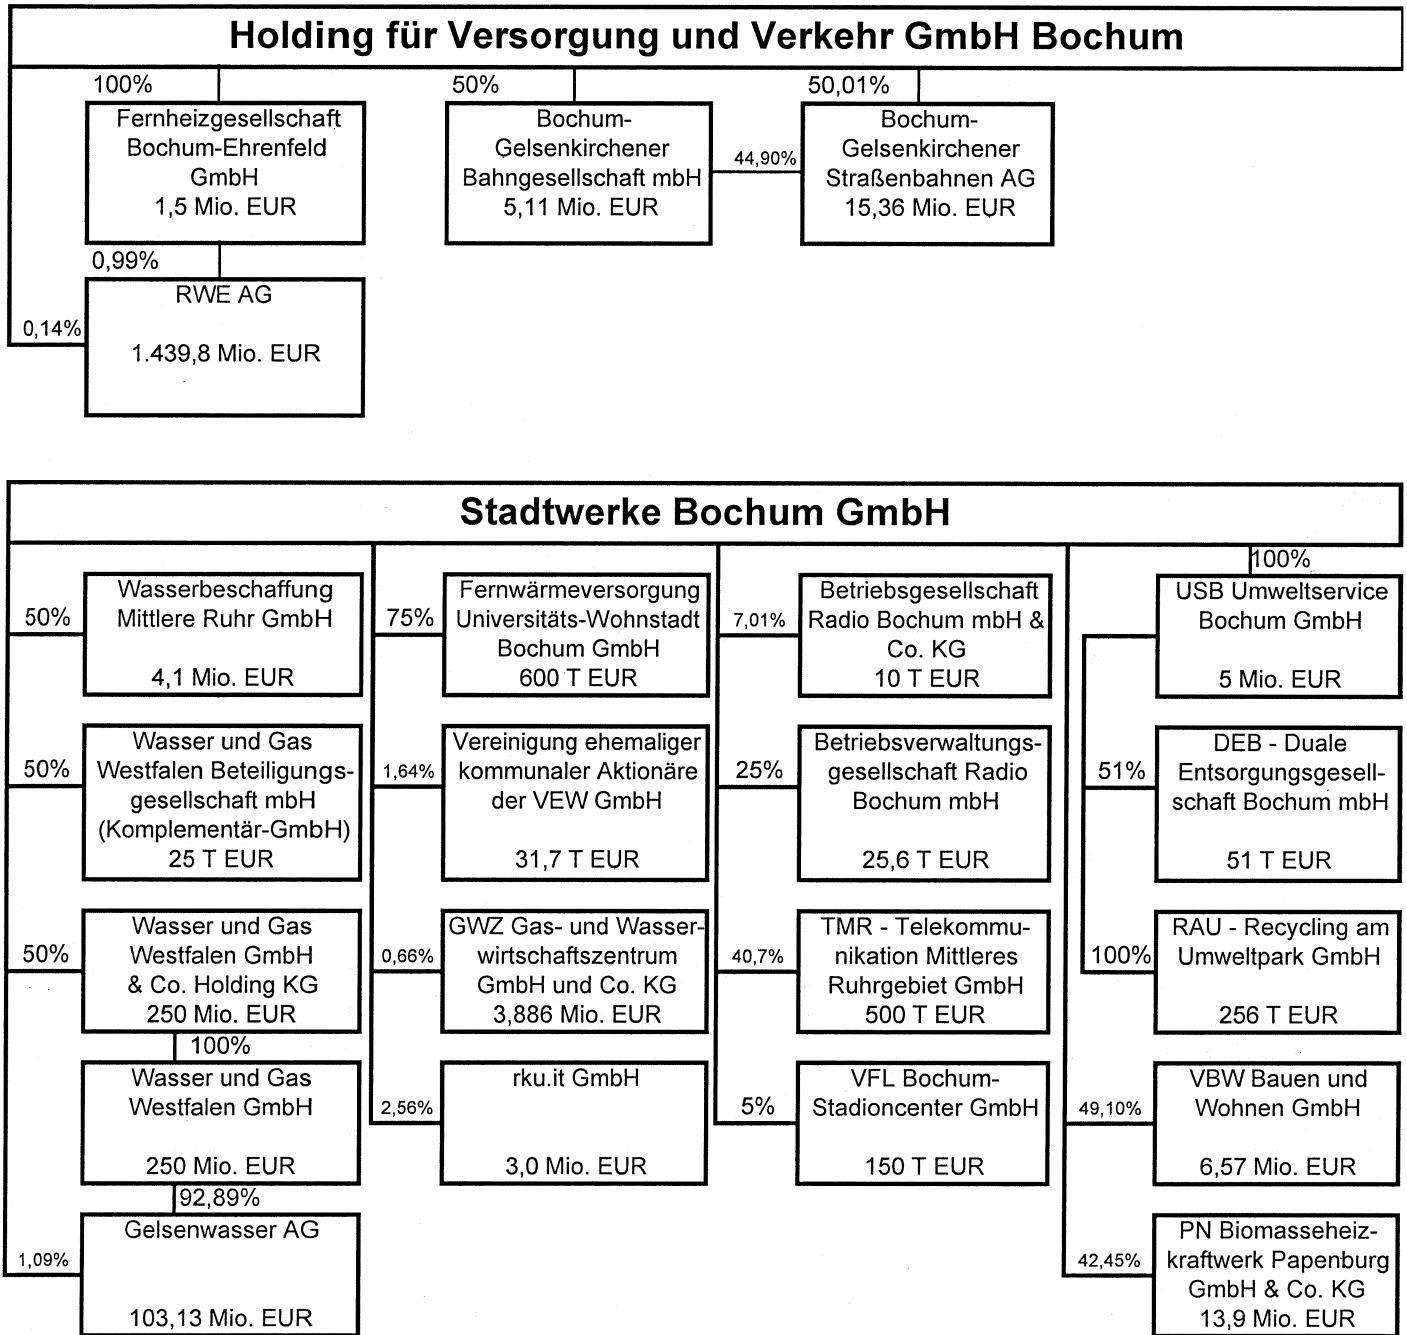 Holding für Versorgung und Verkehr GmbH Bochum
100%
Fernheizgesellschaft
Bochum-Ehrenfeld
GmbH
1,5 Mio. EUR
50%
Bochum-
Gelsenkirchener
Bahngesellschaft mbH
5,11 Mio. EUR
44,90%
50,01%
Bochum-
Gelsenkirchener
Straßenbahnen AG
15,36 Mio. EUR
0,99%
0,14%
RWE AG
1.439,8 Mio. EUR
Stadtwerke Bochum GmbH
50%
Wasserbeschaffung
Mittlere Ruhr GmbH
4,1 Mio. EUR
50%
Wasser und Gas
Westfalen Beteiligungs-
gesellschaft mbH
(Komplementär-GmbH)
25 T EUR
50%
Wasser und Gas
Westfalen GmbH
& Co. Holding KG
250 Mio. EUR
100%
Wasser und Gas
Westfalen GmbH
250 Mio. EUR
92,89%
1,09%
Gelsenwasser AG
103,13 Mio. EUR
75%
Fernwärmeversorgung
Universitäts-Wohnstadt
Bochum GmbH
600 T EUR
1,64%
Vereinigung ehemaliger
kommunaler Aktionäre
der VEW GmbH
31,7 T EUR
0,66%
GWZ Gas- und Wasser-
wirtschaftszentrum
GmbH und Co. KG
3,886 Mio. EUR
2,56%
rku.it GmbH
3,0 Mio. EUR
7,01%
Betriebsgesellschaft
Radio Bochum mbH &
Co. KG
10 T EUR
25%
Betriebsverwaltungs-
gesellschaft Radio
Bochum mbH
25,6 T EUR
40,7%
TMR - Telekommu-
nikation Mittleres
Ruhrgebiet GmbH
500 T EUR
5%
VFL Bochum-
Stadioncenter GmbH
150 T EUR
100%
USB Umweltservice
Bochum GmbH
5 Mio. EUR
51%
DEB - Duale
Entsorgungsgesell-
schaft Bochum mbH
51 T EUR
100%
RAU - Recycling am
Umweltpark GmbH
256 T EUR
49,10%
VBW Bauen und
Wohnen GmbH
6,57 Mio. EUR
42,45%
PN Biomasseheiz-
kraftwerk Papenburg
GmbH & Co. KG
13,9 Mio. EUR